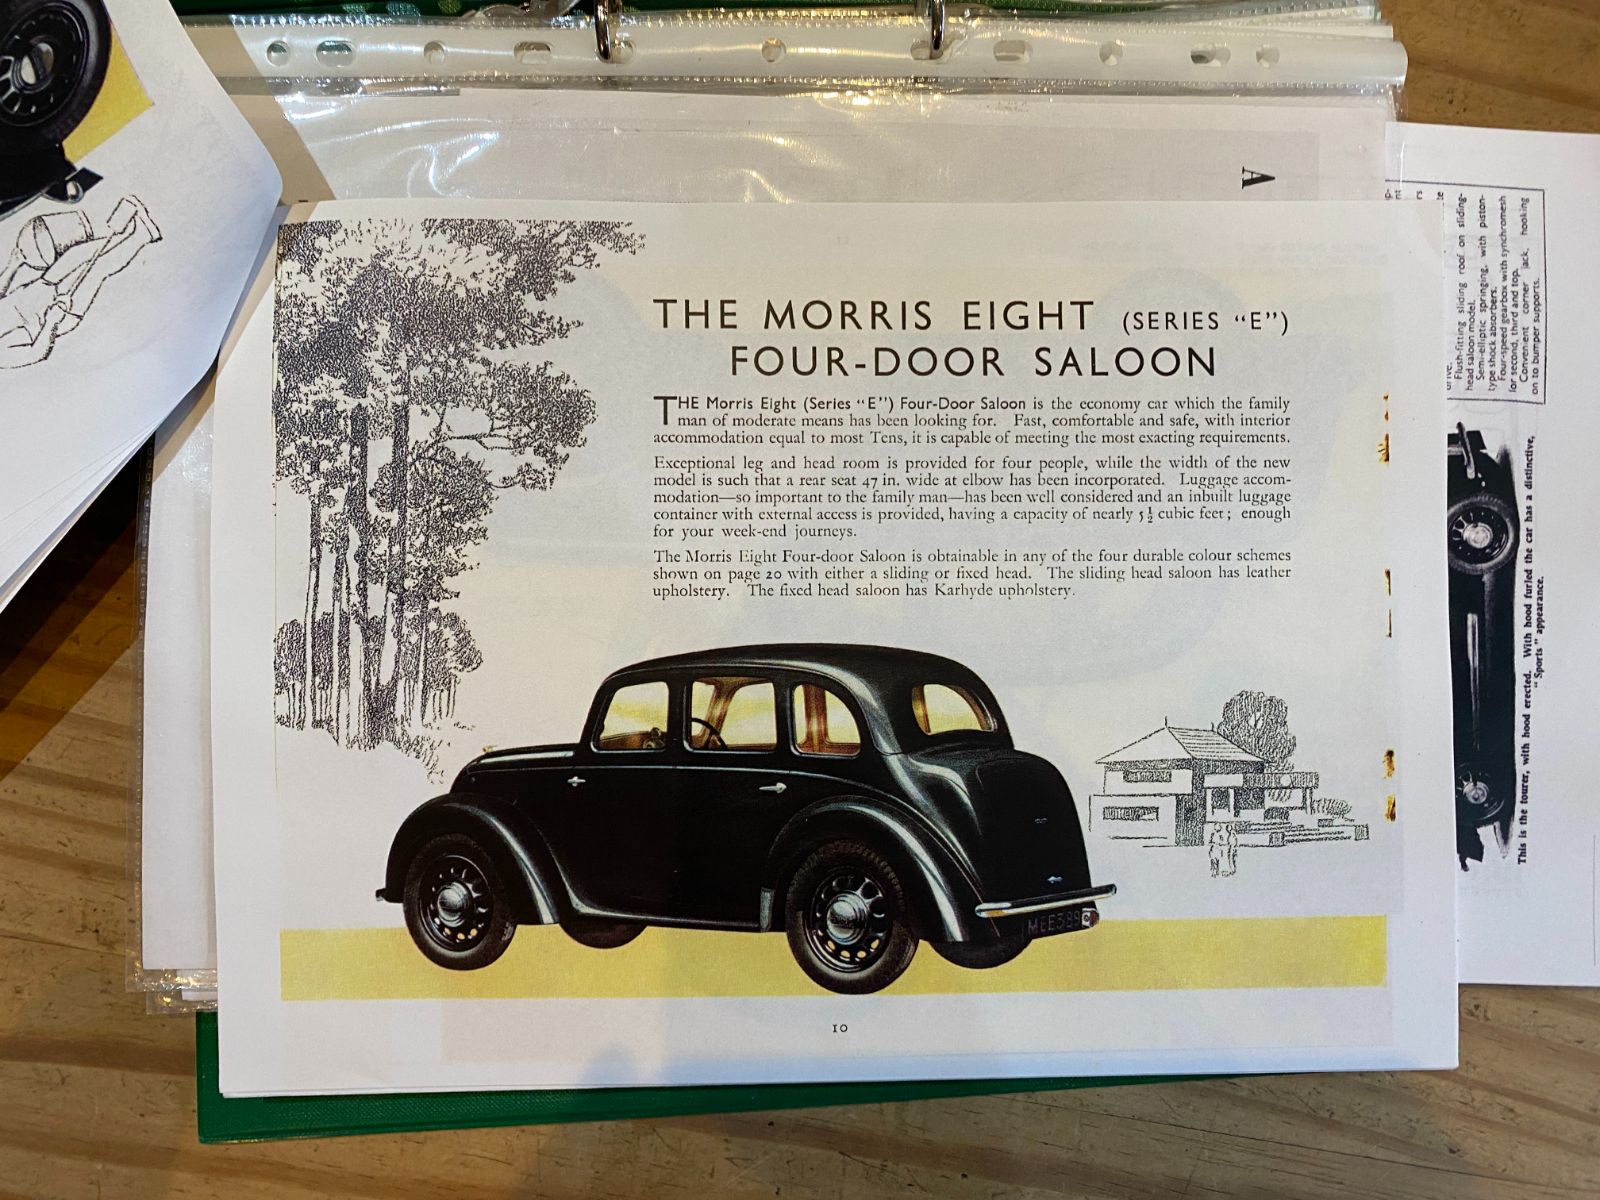 A
THE MORRIS EIGHT (SERIES "E")
FOUR-DOOR SALOON
THE Morris Eight (Series "E") Four-Door Saloon is the economy car which the family
man of moderate means has been looking for. Fast, comfortable and safe, with interior
accommodation equal to most Tens, it is capable of meeting the most exacting requirements.
Exceptional leg and head room is provided for four people, while the width of the new
model is such that a rear seat 47 in. wide at elbow has been incorporated. Luggage accom-
modation—so important to the family man—has been well considered and an inbuilt luggage
container with external access is provided, having a capacity of nearly 5½ cubic feet; enough
for your week-end journeys.
The Morris Eight Four-door Saloon is obtainable in any of the four durable colour schemes
shown on page 20 with either a sliding or fixed head. The sliding head saloon has leather
upholstery. The fixed head saloon has Karhyde upholstery.
MEE389
10
Flush-fitting sliding roof on sliding-
head saloon model.
Semi-elliptic springing, with piston-
type shock absorbers.
Four-speed gearbox with synchromesh
for second, third and top.
Convenient corner jack, hooking
on to bumper supports.
This is the tourer, with hood erected. With hood furled the car has a distinctive,
"Sports" appearance.